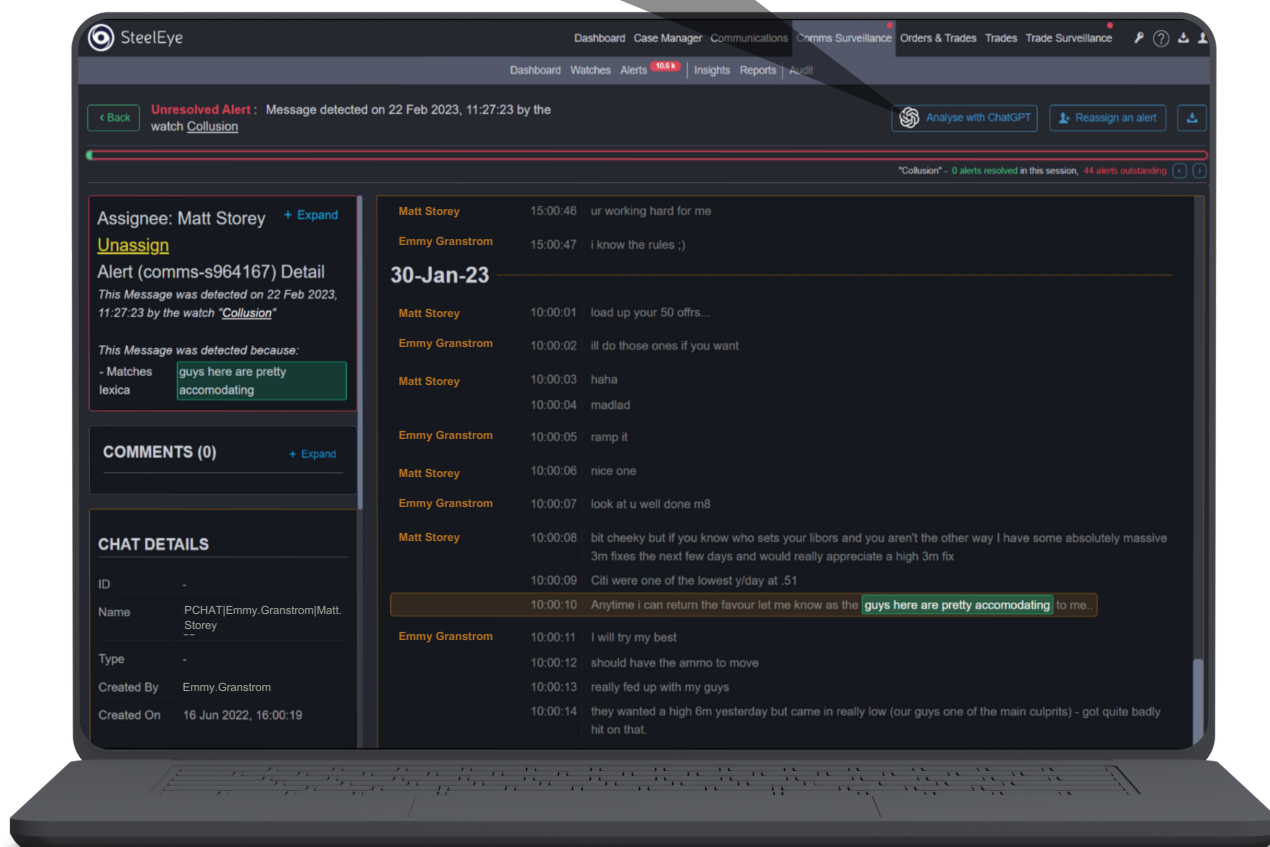 SteelEye
Dashboard Case Manager Communications Comms Surveillance Orders & Trades Trades Trade Surveillance
Dashboard Watches Alerts 10.6 k Insights Reports Audit
< Back
Unresolved Alert : Message detected on 22 Feb 2023, 11:27:23 by the
watch Collusion
Analyse with ChatGPT
Reassign an alert
"Collusion" - 0 alerts resolved in this session, 44 alerts outstanding
Assignee: Matt Storey + Expand
Unassign
Alert (comms-s964167) Detail
This Message was detected on 22 Feb 2023,
11:27:23 by the watch "Collusion"
This Message was detected because:
- Matches
lexica
guys here are pretty
accomodating
COMMENTS (0) + Expand
CHAT DETAILS
ID -
Name PCHAT|Emmy.Granstrom|Matt.
Storey
Type -
Created By Emmy.Granstrom
Created On 16 Jun 2022, 16:00:19
Matt Storey 15:00:46 ur working hard for me
Emmy Granstrom 15:00:47 i know the rules ;)
30-Jan-23
Matt Storey 10:00:01 load up your 50 offrs...
Emmy Granstrom 10:00:02 ill do those ones if you want
Matt Storey 10:00:03 haha
10:00:04 madlad
Emmy Granstrom 10:00:05 ramp it
Matt Storey 10:00:06 nice one
Emmy Granstrom 10:00:07 look at u well done m8
Matt Storey 10:00:08 bit cheeky but if you know who sets your libors and you aren't the other way I have some absolutely massive
3m fixes the next few days and would really appreciate a high 3m fix
10:00:09 Citi were one of the lowest y/day at .51
10:00:10 Anytime i can return the favour let me know as the guys here are pretty accomodating to me..
Emmy Granstrom 10:00:11 I will try my best
10:00:12 should have the ammo to move
10:00:13 really fed up with my guys
10:00:14 they wanted a high 6m yesterday but came in really low (our guys one of the main culprits) - got quite badly
hit on that.